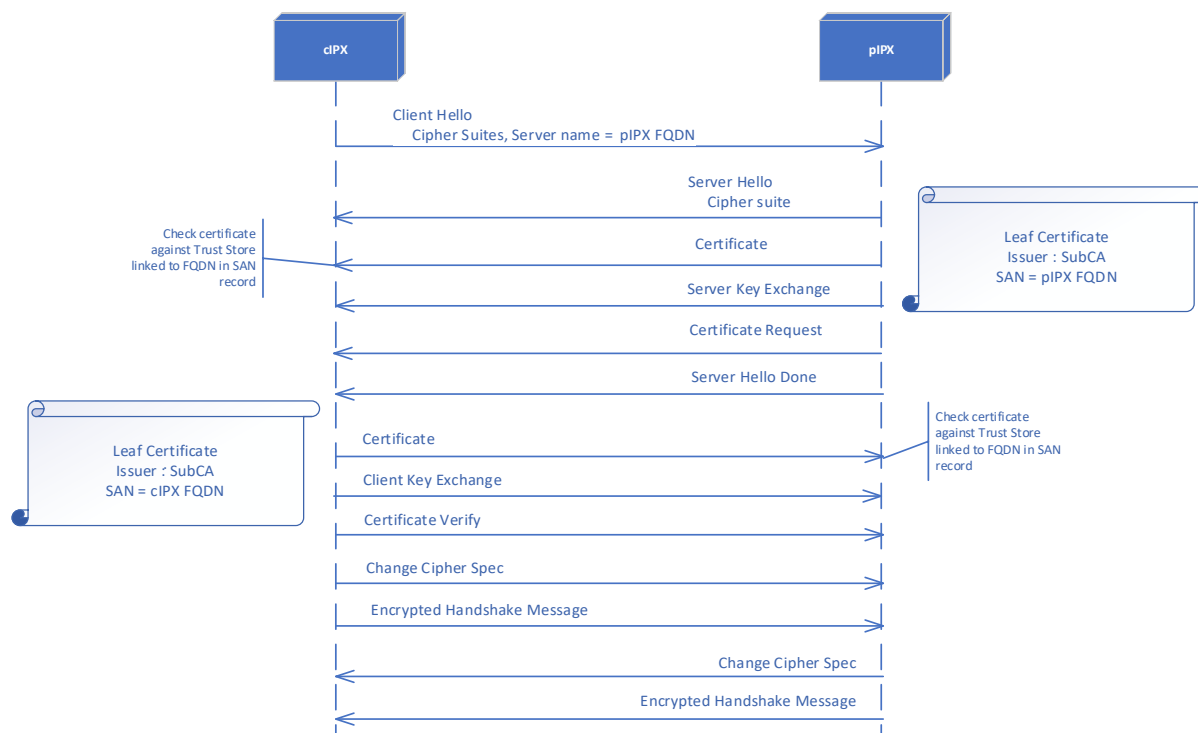 cIPX
pIPX
Client Hello
Cipher Suites, Server name = pIPX FQDN
Server Hello
Cipher suite
Check certificate
against Trust Store
linked to FQDN in SAN
record
Certificate
Leaf Certificate
Issuer : SubCA
SAN = pIPX FQDN
Server Key Exchange
Certificate Request
Server Hello Done
Leaf Certificate
Issuer : SubCA
SAN = cIPX FQDN
Certificate
Check certificate
against Trust Store
linked to FQDN in SAN
record
Client Key Exchange
Certificate Verify
Change Cipher Spec
Encrypted Handshake Message
Change Cipher Spec
Encrypted Handshake Message